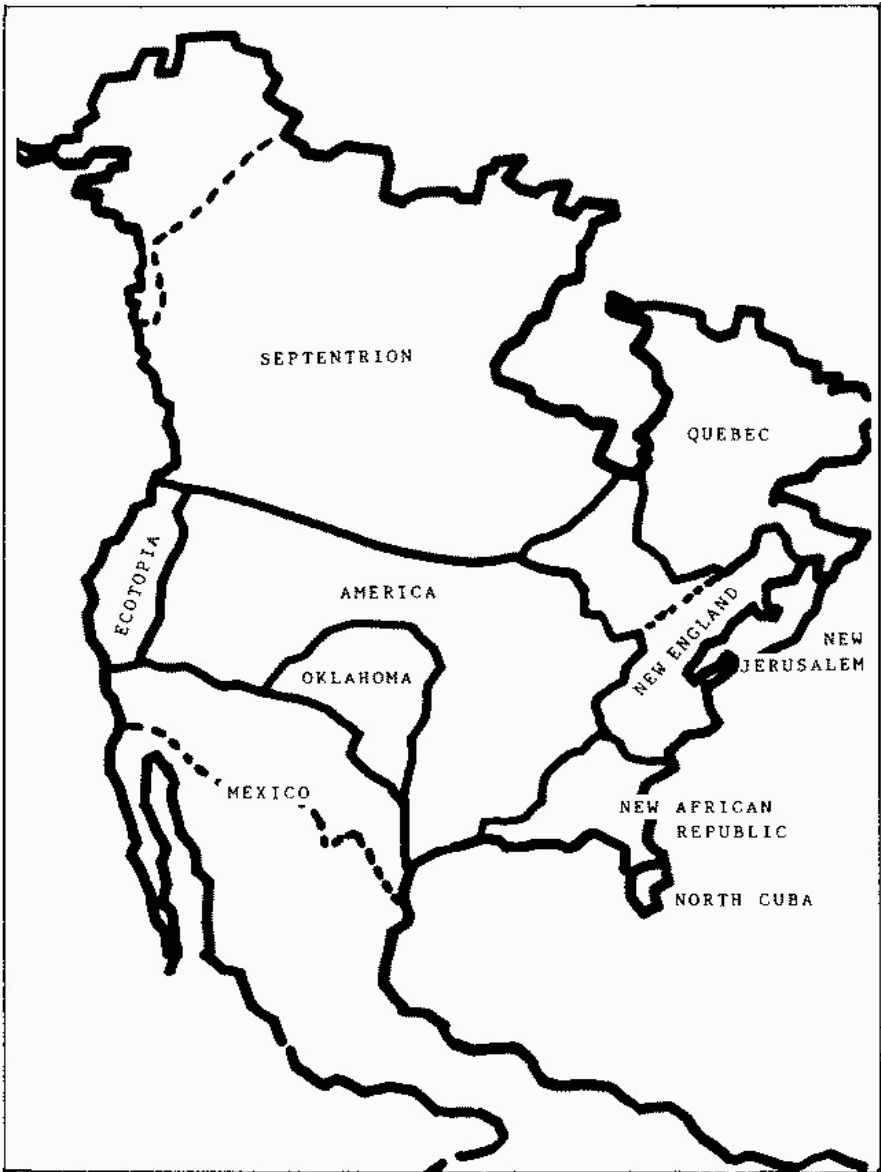 SEPTENTRION
QUEBEC
ECOTOPIA
AMERICA
NEW ENGLAND
NEW
JERUSALEM
OKLAHOMA
MEXICO
NEW AFRICAN
REPUBLIC
NORTH CUBA